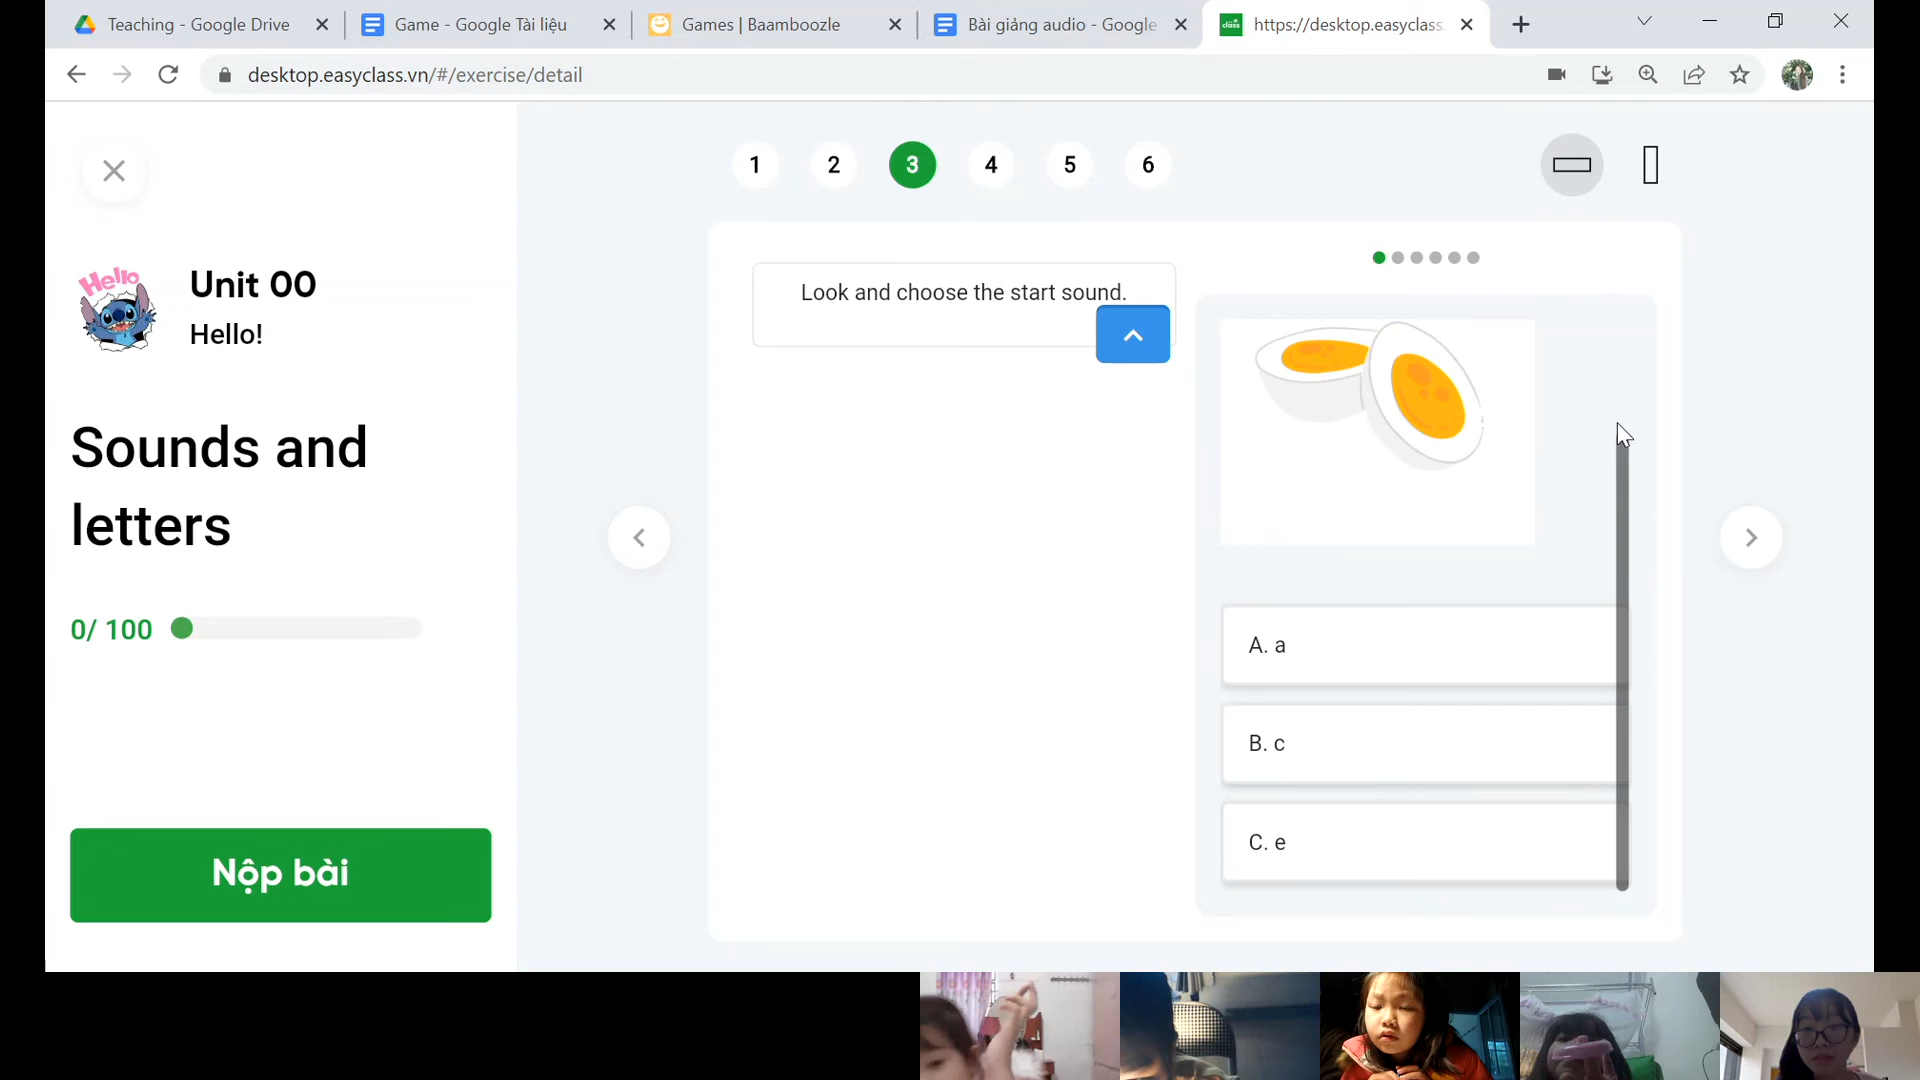 Teaching - Google Drive
Game - Google Tài liệu
Games | Baamboozle
Bài giảng audio - Google
https://desktop.easyclass.
desktop.easyclass.vn/#/exercise/detail
1 2 3 4 5 6
Hello
Unit 00
Hello!
Sounds and
letters
0/ 100
Nộp bài
Look and choose the start sound.
A. a
B. c
C. e